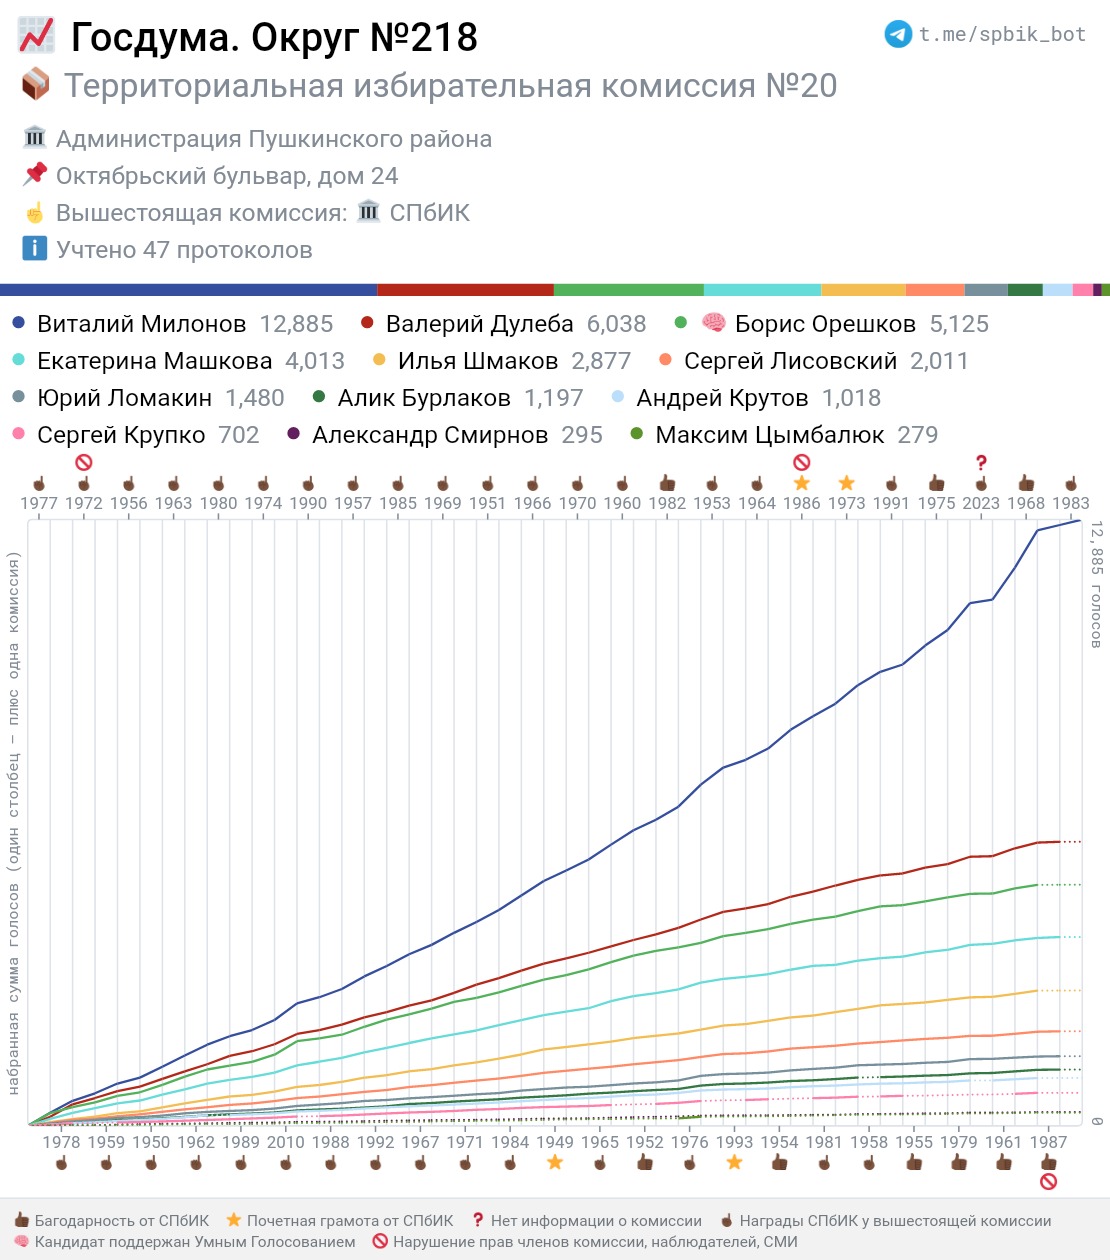 Госдума. Округ №218
t.me/spbik_bot
Территориальная избирательная комиссия №20
Администрация Пушкинского района
Октябрьский бульвар, дом 24
Вышестоящая комиссия: СПбИК
Учтено 47 протоколов
Виталий Милонов 12,885 Валерий Дулеба 6,038 Борис Орешков 5,125
Екатерина Машкова 4,013 Илья Шмаков 2,877 Сергей Лисовский 2,011
Юрий Ломакин 1,480 Алик Бурлаков 1,197 Андрей Крутов 1,018
Сергей Крупко 702 Александр Смирнов 295 Максим Цымбалюк 279
1977 1972 1956 1963 1980 1974 1990 1957 1985 1969 1951 1966 1970 1960 1982 1953 1964 1986 1973 1991 1975 2023 1968 1983
набранная сумма голосов (один столбец — плюс одна комиссия)
12,885 голосов
0
1978 1959 1950 1962 1989 2010 1988 1992 1967 1971 1984 1949 1965 1952 1976 1993 1954 1981 1958 1955 1979 1961 1987
Багодарность от СПбИК Почетная грамота от СПбИК Нет информации о комиссии Награды СПбИК у вышестоящей комиссии
Кандидат поддержан Умным Голосованием Нарушение прав членов комиссии, наблюдателей, СМИ